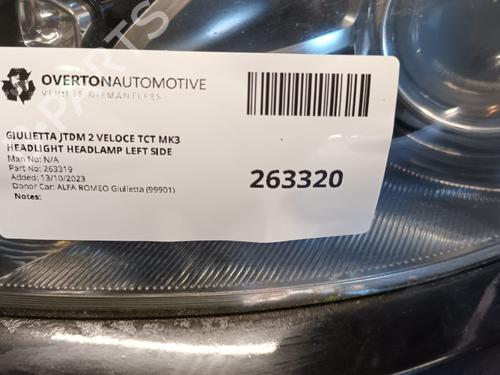 OVERTONAUTOMOTIVE
VEHICLE DISMANTLERS
GIULIETTA JTDM 2 VELOCE TCT MK3
HEADLIGHT HEADLAMP LEFT SIDE
Man No: N/A
Part No: 263319
Added: 13/10/2023
Donor Car: ALFA ROMEO Giulietta (99901)
Notes:
263320